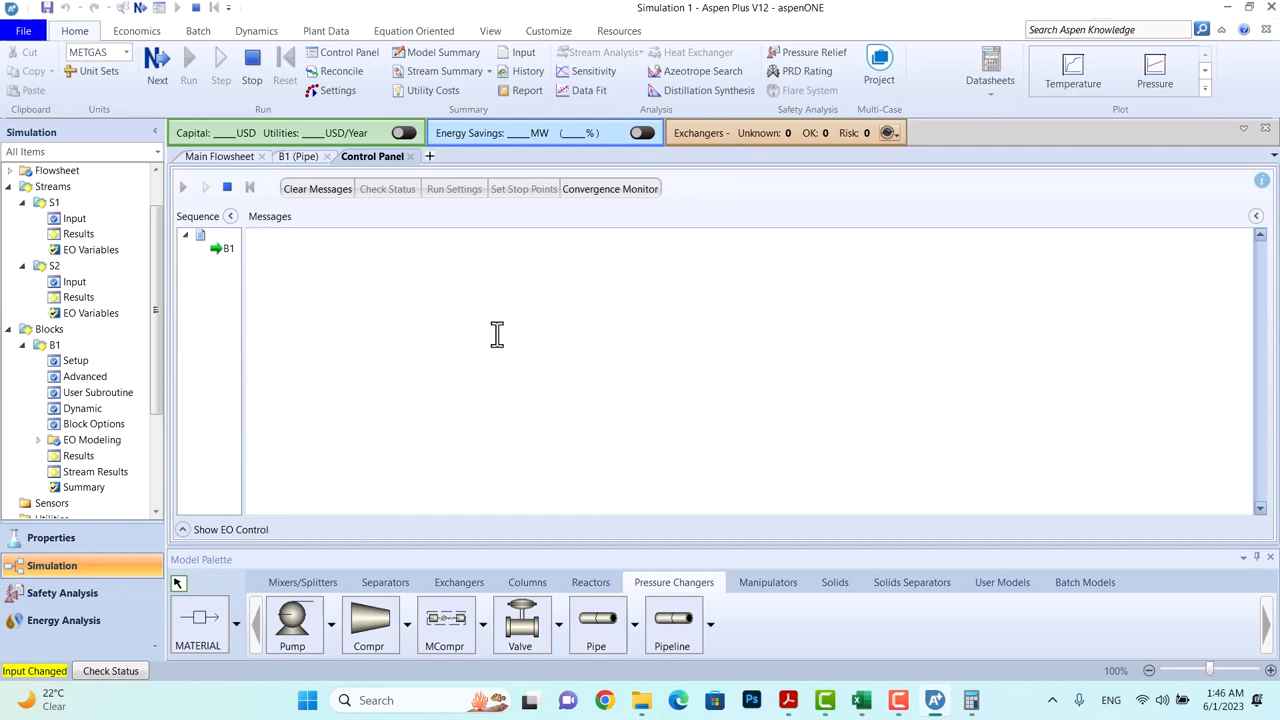 Simulation 1 - Aspen Plus V12 - aspenONE
File Home Economics Batch Dynamics Plant Data Equation Oriented View Customize Resources Search Aspen Knowledge
Cut METGAS Next Run Step Stop Reset Control Panel Model Summary Input Stream Analysis Heat Exchanger Pressure Relief Project Datasheets Temperature Pressure
Copy Unit Sets Reconcile Stream Summary History Sensitivity Azeotrope Search PRD Rating
Paste Settings Utility Costs Report Data Fit Distillation Synthesis Flare System
Clipboard Units Run Summary Analysis Safety Analysis Multi-Case Plot
Simulation
Capital: ____USD Utilities: ____USD/Year Energy Savings: ____MW (____%) Exchangers - Unknown: 0 OK: 0 Risk: 0
All Items
Main Flowsheet B1 (Pipe) Control Panel
Clear Messages Check Status Run Settings Set Stop Points Convergence Monitor
Sequence Messages
B1
Flowsheet
Streams
S1
Input
Results
EO Variables
S2
Input
Results
EO Variables
Blocks
B1
Setup
Advanced
User Subroutine
Dynamic
Block Options
EO Modeling
Results
Stream Results
Summary
Sensors
Show EO Control
Properties
Simulation
Safety Analysis
Energy Analysis
Model Palette
Mixers/Splitters Separators Exchangers Columns Reactors Pressure Changers Manipulators Solids Solids Separators User Models Batch Models
MATERIAL Pump Compr MCompr Valve Pipe Pipeline
Input Changed Check Status 100%
22°C
Clear
Search
ENG
1:46 AM
6/1/2023